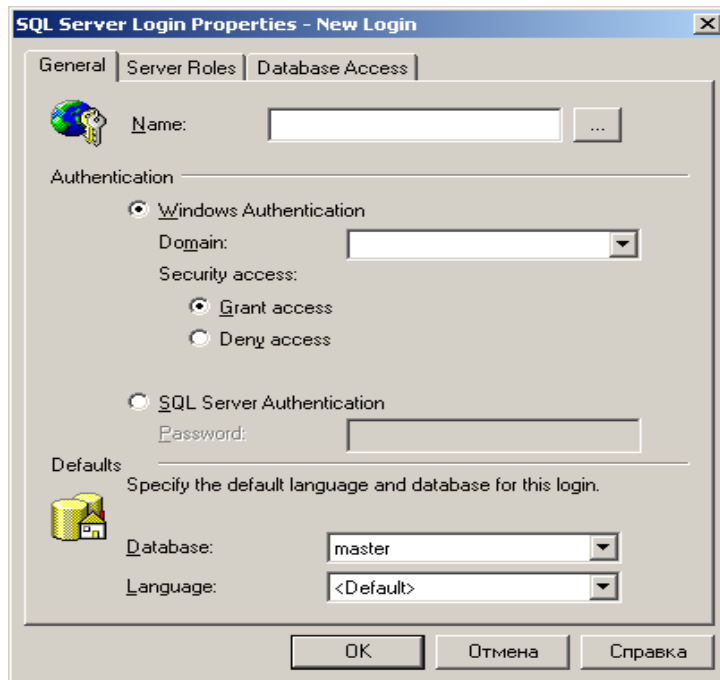 SQL Server Login Properties - New Login
General Server Roles Database Access
Name: ...
Authentication
Windows Authentication
Domain:
Security access:
Grant access
Deny access
SQL Server Authentication
Password:
Defaults
Specify the default language and database for this login.
Database: master
Language: <Default>
OK Отмена Справка